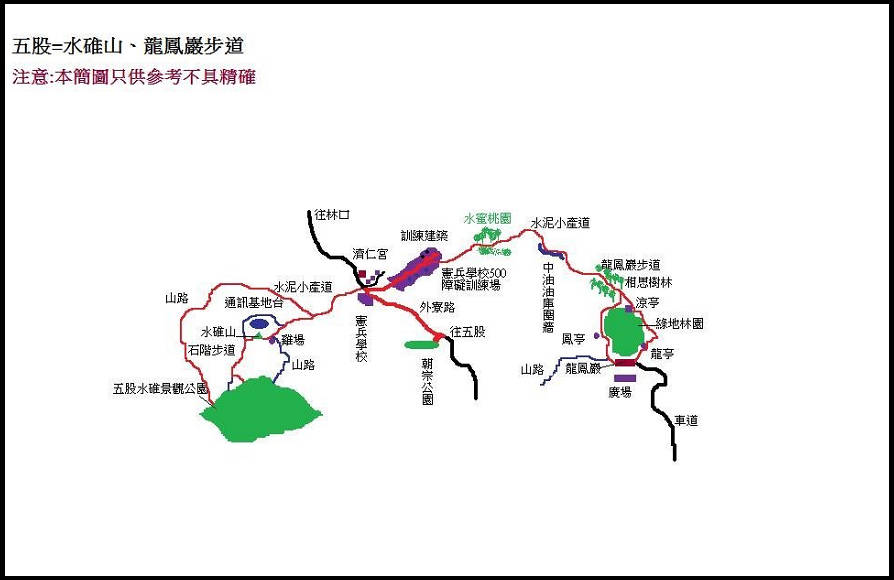 五股=水碓山、龍鳳巖步道
注意:本簡圖只供參考不具精確
往林口
水蜜桃園
水泥小產道
訓練建築
濟仁宮
憲兵學校500
障礙訓練場
中油油庫圍牆
龍鳳巖步道
相思樹林
涼亭
綠地林園
水泥小產道
山路
通訊基地台
水碓山
雞場
石階步道
山路
憲兵學校
外寮路
往五股
朝宗公園
鳳亭
龍亭
山路
龍鳳巖
廣場
五股水碓景觀公園
車道